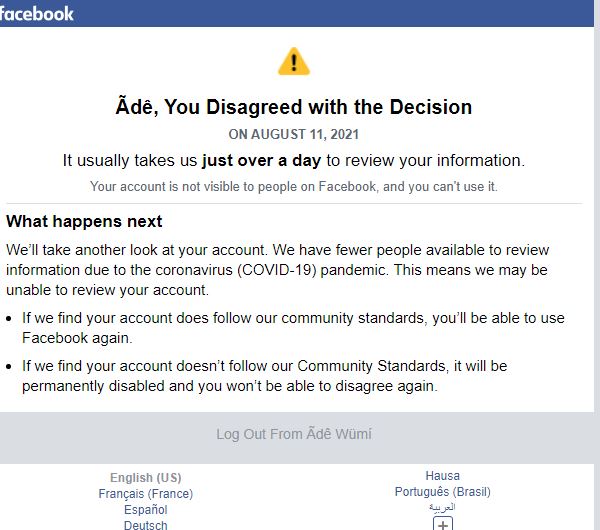 facebook
Ãdê, You Disagreed with the Decision
ON AUGUST 11, 2021
It usually takes us just over a day to review your information.
Your account is not visible to people on Facebook, and you can't use it.
What happens next
We'll take another look at your account. We have fewer people available to review
information due to the coronavirus (COVID-19) pandemic. This means we may be
unable to review your account.
• If we find your account does follow our community standards, you'll be able to use
Facebook again.
• If we find your account doesn't follow our Community Standards, it will be
permanently disabled and you won't be able to disagree again.
Log Out From Ãdê Wümí
English (US)
Français (France)
Español
Deutsch
Hausa
Português (Brasil)
العربية